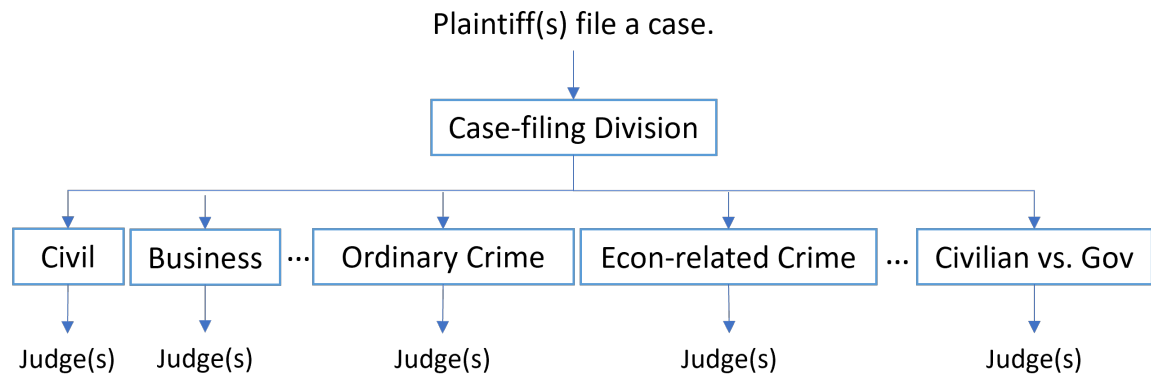 Plaintiff(s) file a case.
Case-filing Division
Civil
Business
...
Ordinary Crime
Econ-related Crime
...
Civilian vs. Gov
Judge(s)
Judge(s)
Judge(s)
Judge(s)
Judge(s)